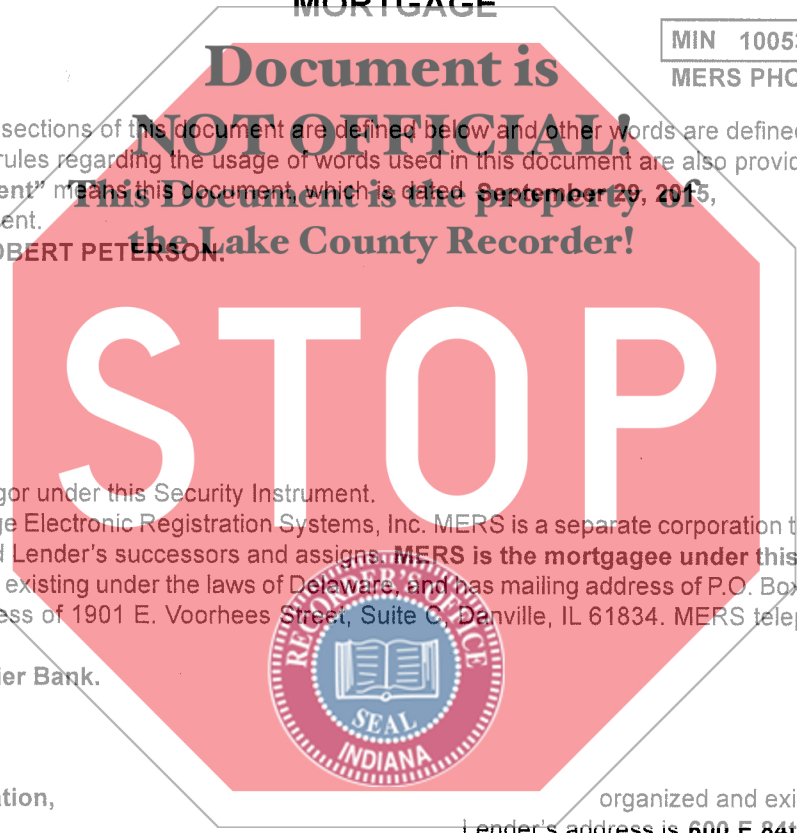 MORTGAGE
MIN 1005
MERS PHO
Document is
NOT OFFICIAL!
This Document is the property of
the Lake County Recorder!
sections of this document are defined below and other words are defined
rules regarding the usage of words used in this document are also provid
ent" means this document, which is dated September 29, 2015,
ent.
OBERT PETERSON.
STOP
gor under this Security Instrument.
ge Electronic Registration Systems, Inc. MERS is a separate corporation t
d Lender's successors and assigns. MERS is the mortgagee under this
existing under the laws of Delaware, and has mailing address of P.O. Box
ess of 1901 E. Voorhees Street, Suite C, Danville, IL 61834. MERS telep
ier Bank.
RECORDER'S OFFICE
SEAL
INDIANA
ation,
organized and exi
Lender's address is 600 E 84t